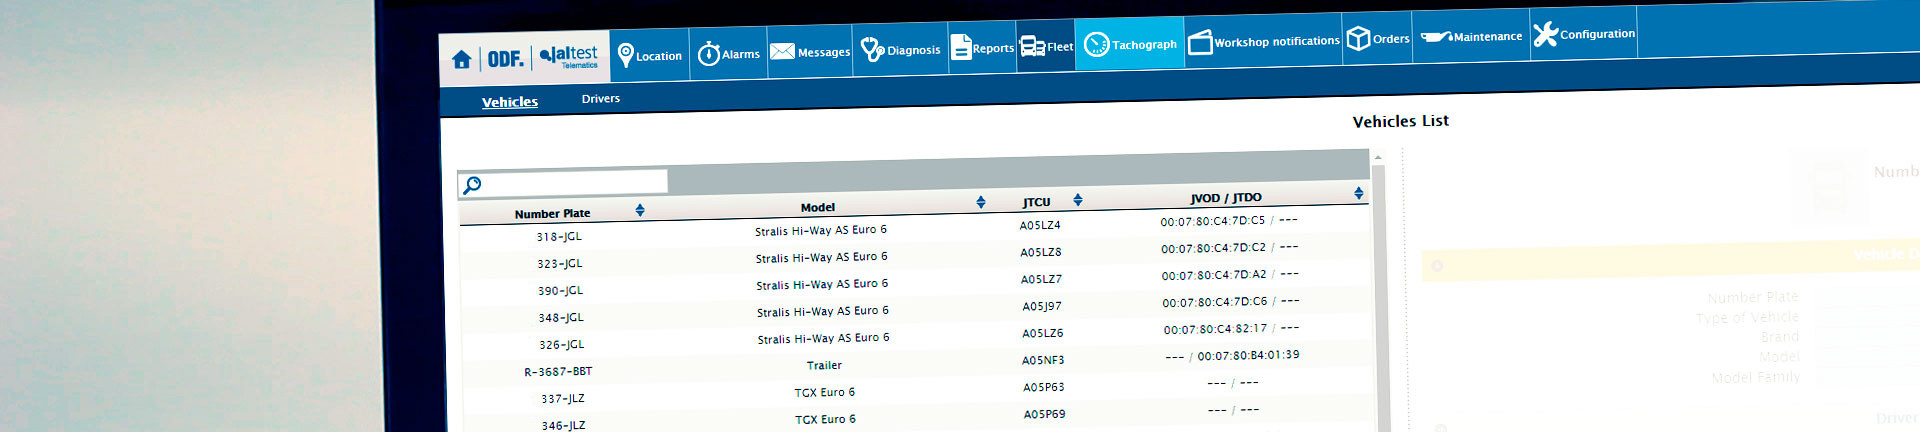 ODF. Jaltest Telematics Location Alarms Messages Diagnosis Reports Fleet Tachograph Workshop notifications Orders Maintenance Configuration
Vehicles Drivers
Vehicles List
Number Plate Model JTCU JVOD / JTDO
318-JGL Stralis Hi-Way AS Euro 6 A05LZ4 00:07:80:C4:7D:C5 / ---
323-JGL Stralis Hi-Way AS Euro 6 A05LZ8 00:07:80:C4:7D:C2 / ---
390-JGL Stralis Hi-Way AS Euro 6 A05LZ7 00:07:80:C4:7D:A2 / ---
348-JGL Stralis Hi-Way AS Euro 6 A05J97 00:07:80:C4:7D:C6 / ---
326-JGL Stralis Hi-Way AS Euro 6 A05LZ6 00:07:80:C4:82:17 / ---
R-3687-BBT Trailer A05NF3 --- / 00:07:80:B4:01:39
337-JLZ TGX Euro 6 A05P63 --- / ---
346-JLZ TGX Euro 6 A05P69 --- / ---
Vehicle
Number Plate
Type of Vehicle
Brand
Model
Model Family
Driver